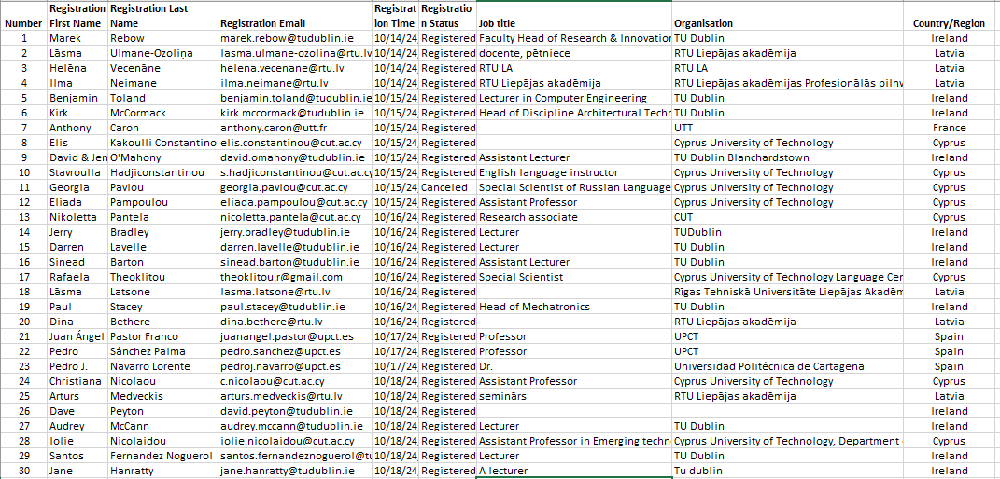 Number Registration First Name Registration Last Name Registration Email Registrat ion Time Registratio n Status Job title Organisation Country/Region
1 Marek Rebow marek.rebow@tudublin.ie 10/14/24 Registered Faculty Head of Research & Innovation TU Dublin Ireland
2 Lāsma Ulmane-Ozoliņa lasma.ulmane-ozolina@rtu.lv 10/14/24 Registered docente, pētniece RTU Liepājas akadēmija Latvia
3 Helēna Vecenāne helena.vecenane@rtu.lv 10/14/24 Registered RTU LA RTU LA Latvia
4 Ilma Neimane ilma.neimane@rtu.lv 10/14/24 Registered RTU Liepājas akadēmija RTU Liepājas akadēmijas Profesionālās pilnv Latvia
5 Benjamin Toland benjamin.toland@tudublin.ie 10/15/24 Registered Lecturer in Computer Engineering TU Dublin Ireland
6 Kirk McCormack kirk.mccormack@tudublin.ie 10/15/24 Registered Head of Discipline Architectural Techn TU Dublin Ireland
7 Anthony Caron anthony.caron@utt.fr 10/15/24 Registered UTT France
8 Elis Kakoulli Constantino elis.constantinou@cut.ac.cy 10/15/24 Registered Cyprus University of Technology Cyprus
9 David & Jen O'Mahony david.omahony@tudublin.ie 10/15/24 Registered Assistant Lecturer TU Dublin Blanchardstown Ireland
10 Stavroulla Hadjiconstantinou s.hadjiconstantinou@cut.ac 10/15/24 Registered English language instructor Cyprus University of Technology Cyprus
11 Georgia Pavlou georgia.pavlou@cut.ac.cy 10/15/24 Canceled Special Scientist of Russian Language Cyprus University of Technology Cyprus
12 Eliada Pampoulou eliada.pampoulou@cut.ac.cy 10/15/24 Registered Assistant Professor Cyprus University of Technology Cyprus
13 Nikoletta Pantela nicoletta.pantela@cut.ac.cy 10/16/24 Registered Research associate CUT Cyprus
14 Jerry Bradley jerry.bradley@tudublin.ie 10/16/24 Registered Lecturer TUDublin Ireland
15 Darren Lavelle darren.lavelle@tudublin.ie 10/16/24 Registered Lecturer TU Dublin Ireland
16 Sinead Barton sinead.barton@tudublin.ie 10/16/24 Registered Assistant Lecturer TU Dublin Ireland
17 Rafaela Theoklitou theoklitou.r@gmail.com 10/16/24 Registered Special Scientist Cyprus University of Technology Language Cen Cyprus
18 Lāsma Latsone lasma.latsone@rtu.lv 10/16/24 Registered Rīgas Tehniskā Universitāte Liepājas Akadēm Latvia
19 Paul Stacey paul.stacey@tudublin.ie 10/16/24 Registered Head of Mechatronics TU Dublin Ireland
20 Dina Bethere dina.bethere@rtu.lv 10/16/24 Registered RTU Liepājas akadēmija Latvia
21 Juan Ángel Pastor Franco juanangel.pastor@upct.es 10/17/24 Registered Professor UPCT Spain
22 Pedro Sánchez Palma pedro.sanchez@upct.es 10/17/24 Registered Professor UPCT Spain
23 Pedro J. Navarro Lorente pedroj.navarro@upct.es 10/17/24 Registered Dr. Universidad Politécnica de Cartagena Spain
24 Christiana Nicolaou c.nicolaou@cut.ac.cy 10/18/24 Registered Assistant Professor Cyprus University of Technology Cyprus
25 Arturs Medveckis arturs.medveckis@rtu.lv 10/18/24 Registered seminārs RTU Liepājas akadēmija Latvia
26 Dave Peyton david.peyton@tudublin.ie 10/18/24 Registered Ireland
27 Audrey McCann audrey.mccann@tudublin.ie 10/18/24 Registered Lecturer TU Dublin Ireland
28 Iolie Nicolaidou iolie.nicolaidou@cut.ac.cy 10/18/24 Registered Assistant Professor in Emerging techn Cyprus University of Technology, Department Cyprus
29 Santos Fernandez Noguerol santos.fernandeznoguerol@tu 10/18/24 Registered Lecturer TU Dublin Ireland
30 Jane Hanratty jane.hanratty@tudublin.ie 10/18/24 Registered A lecturer Tu dublin Ireland